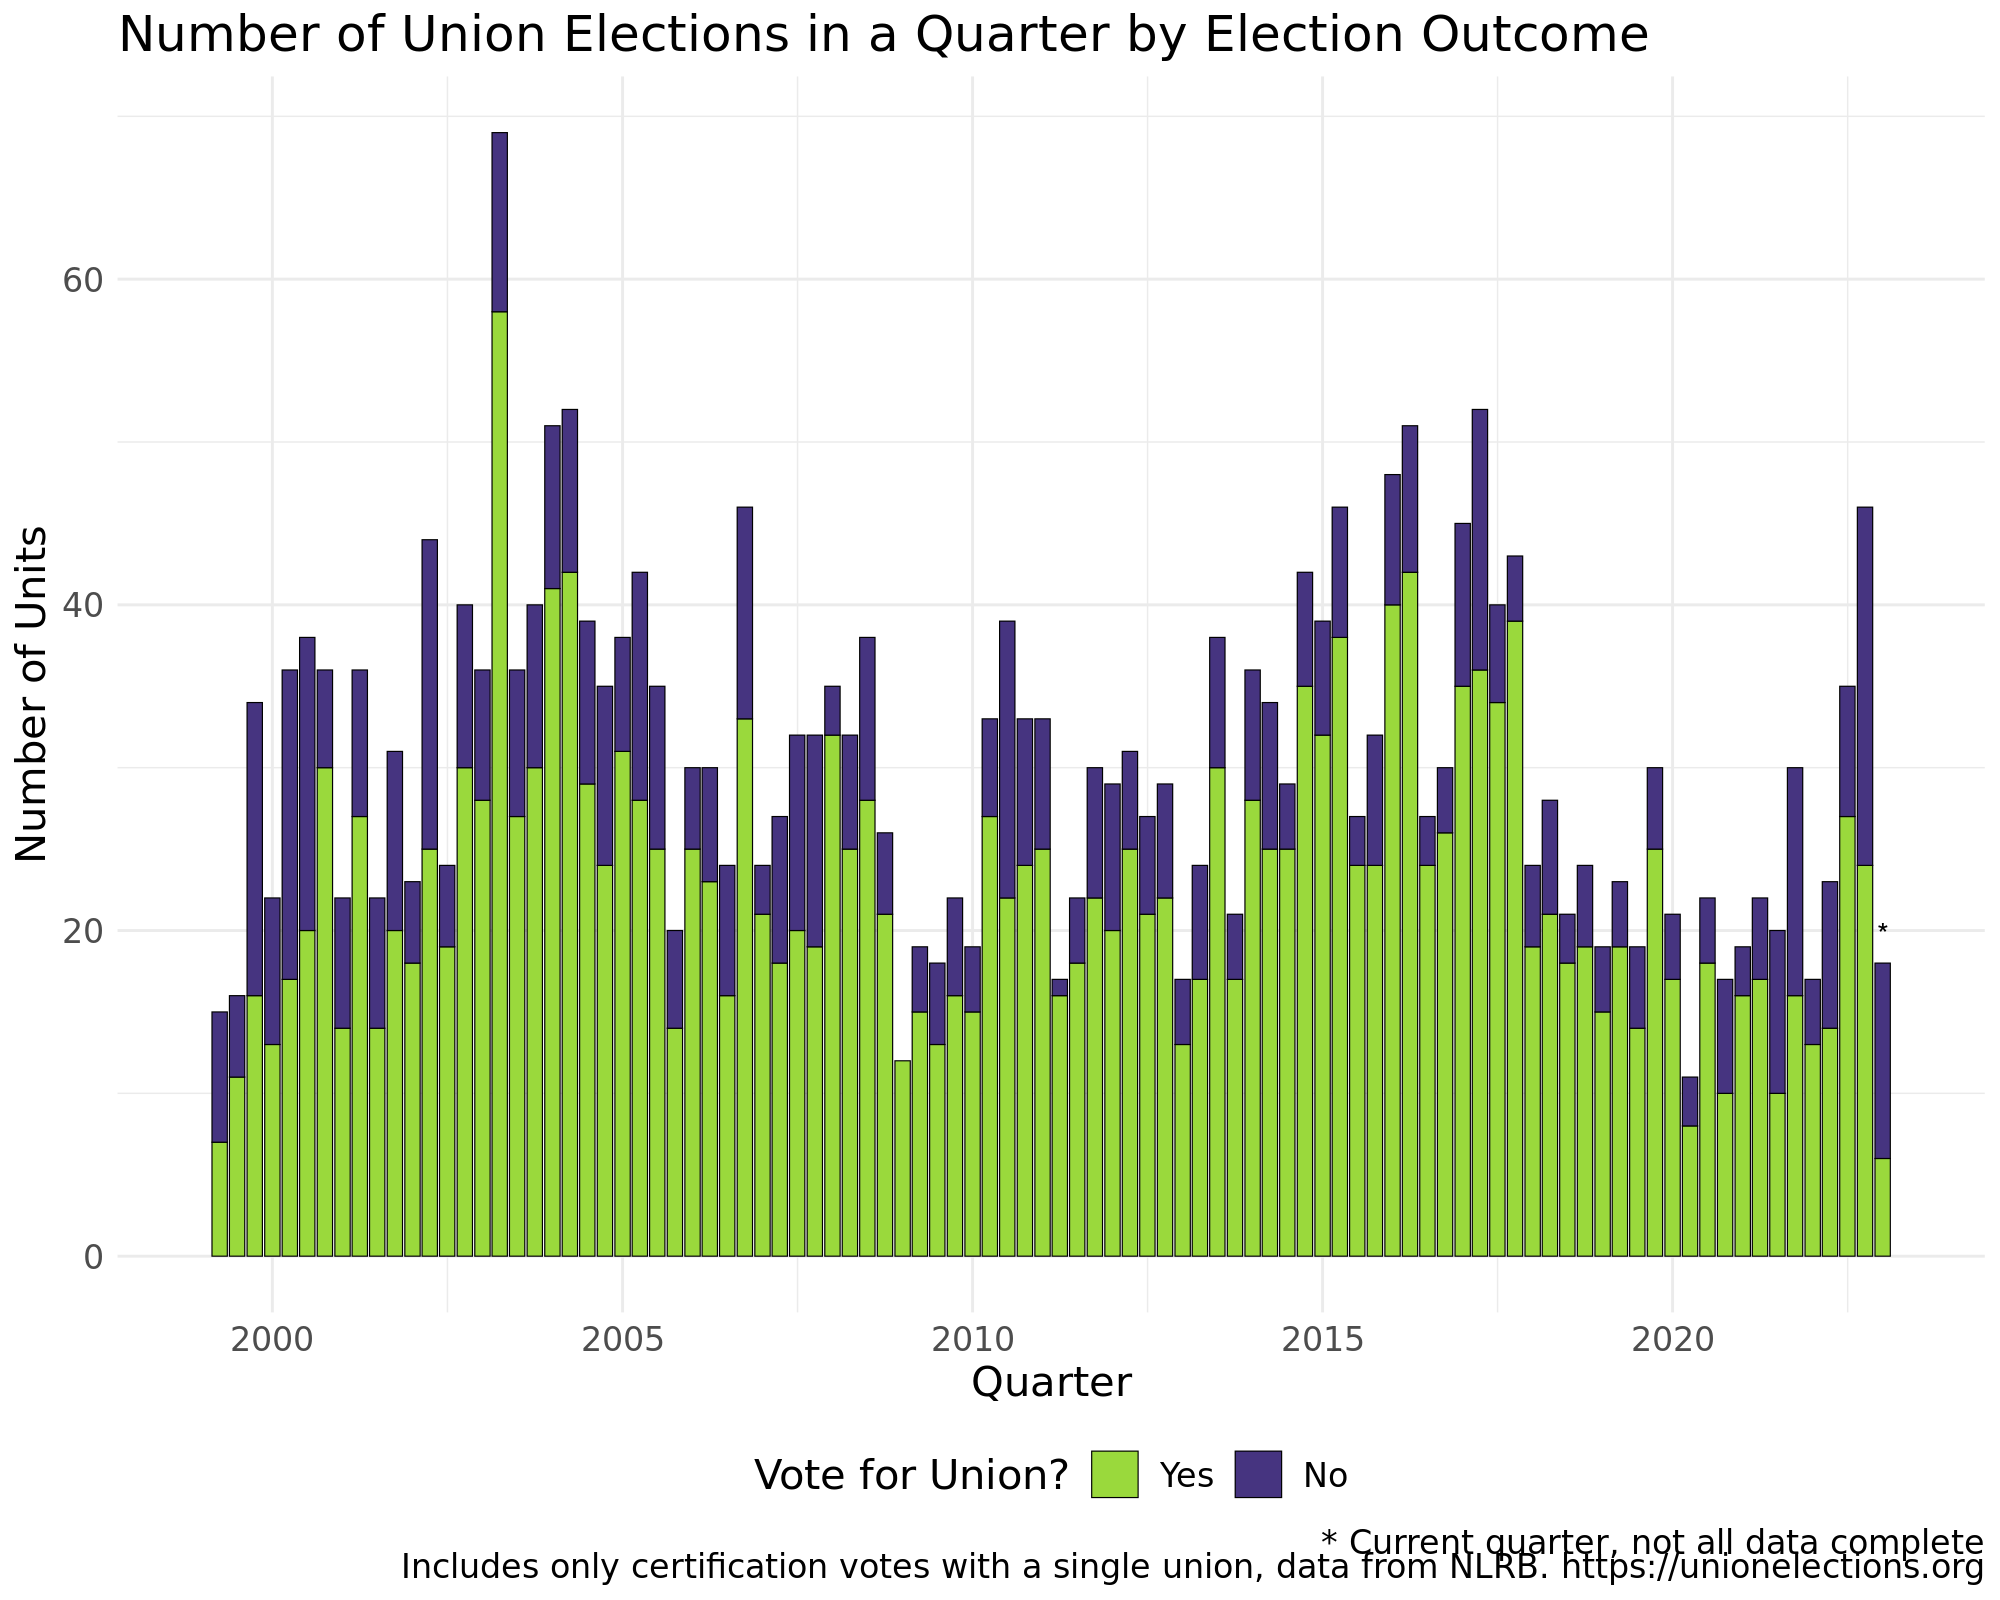 Number of Union Elections in a Quarter by Election Outcome
Number of Units
60
40
20
0
*
2000 2005 2010 2015 2020
Quarter
Vote for Union? Yes No
* Current quarter, not all data complete
Includes only certification votes with a single union, data from NLRB. https://unionelections.org